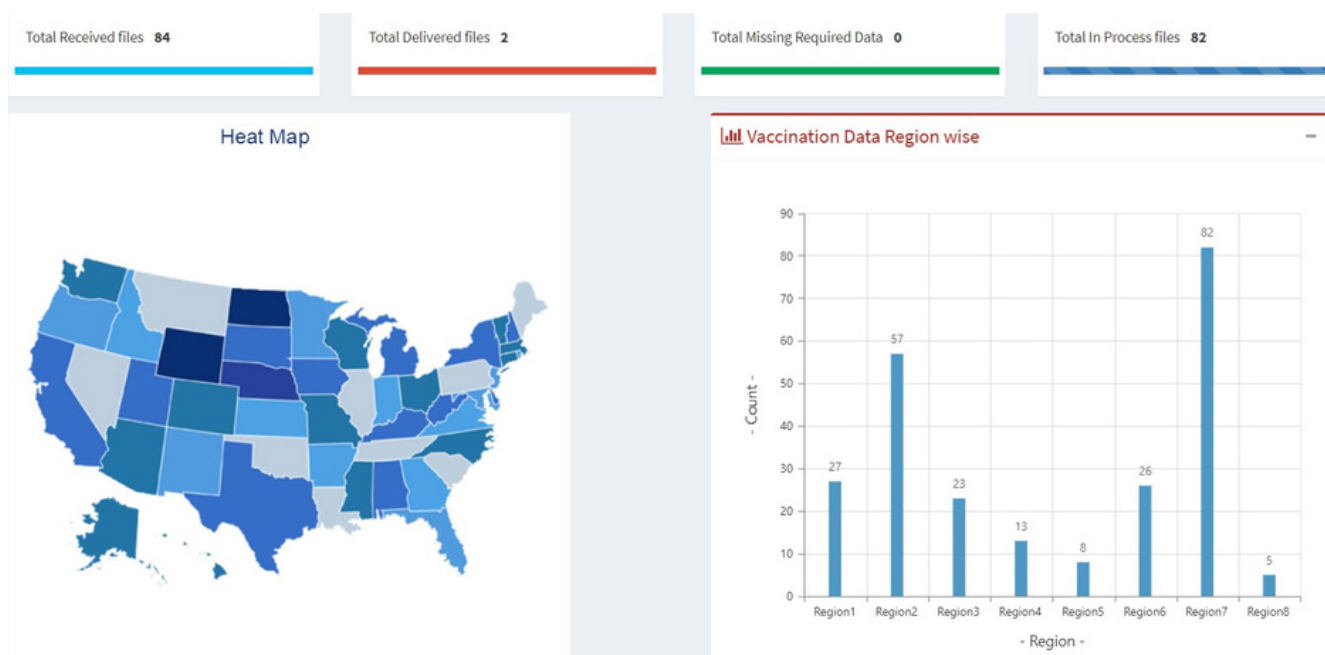 Total Received files 84
Total Delivered files 2
Total Missing Required Data 0
Total In Process files 82
Heat Map
Vaccination Data Region wise
90
80
70
60
50
40
30
20
10
0
- Count -
27
57
23
13
8
26
82
5
Region1
Region2
Region3
Region4
Region5
Region6
Region7
Region8
- Region -